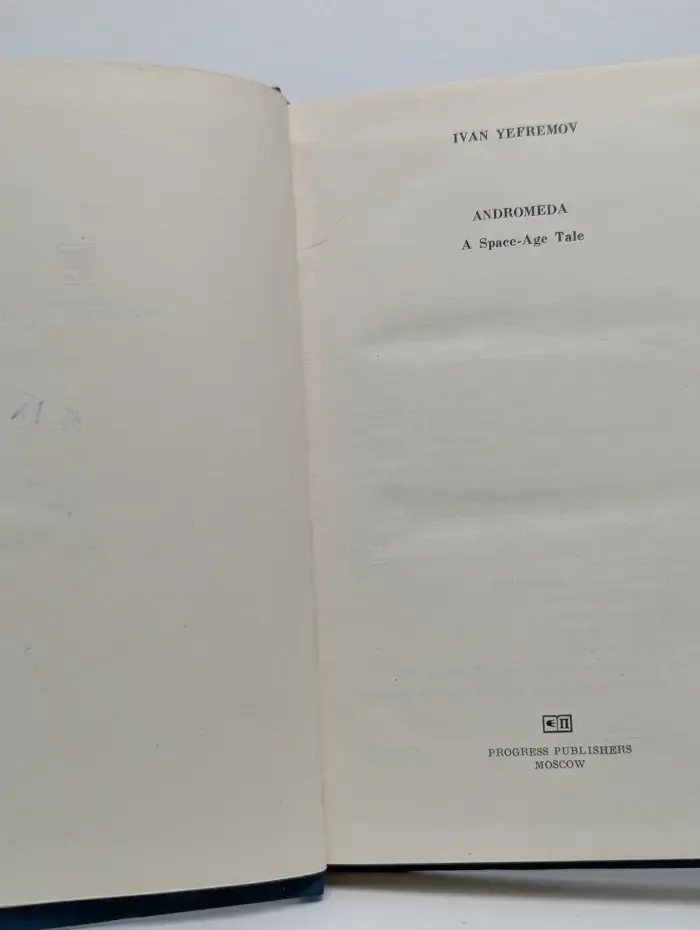 IVAN YEFREMOV
ANDROMEDA
A Space-Age Tale
PROGRESS PUBLISHERS
MOSCOW